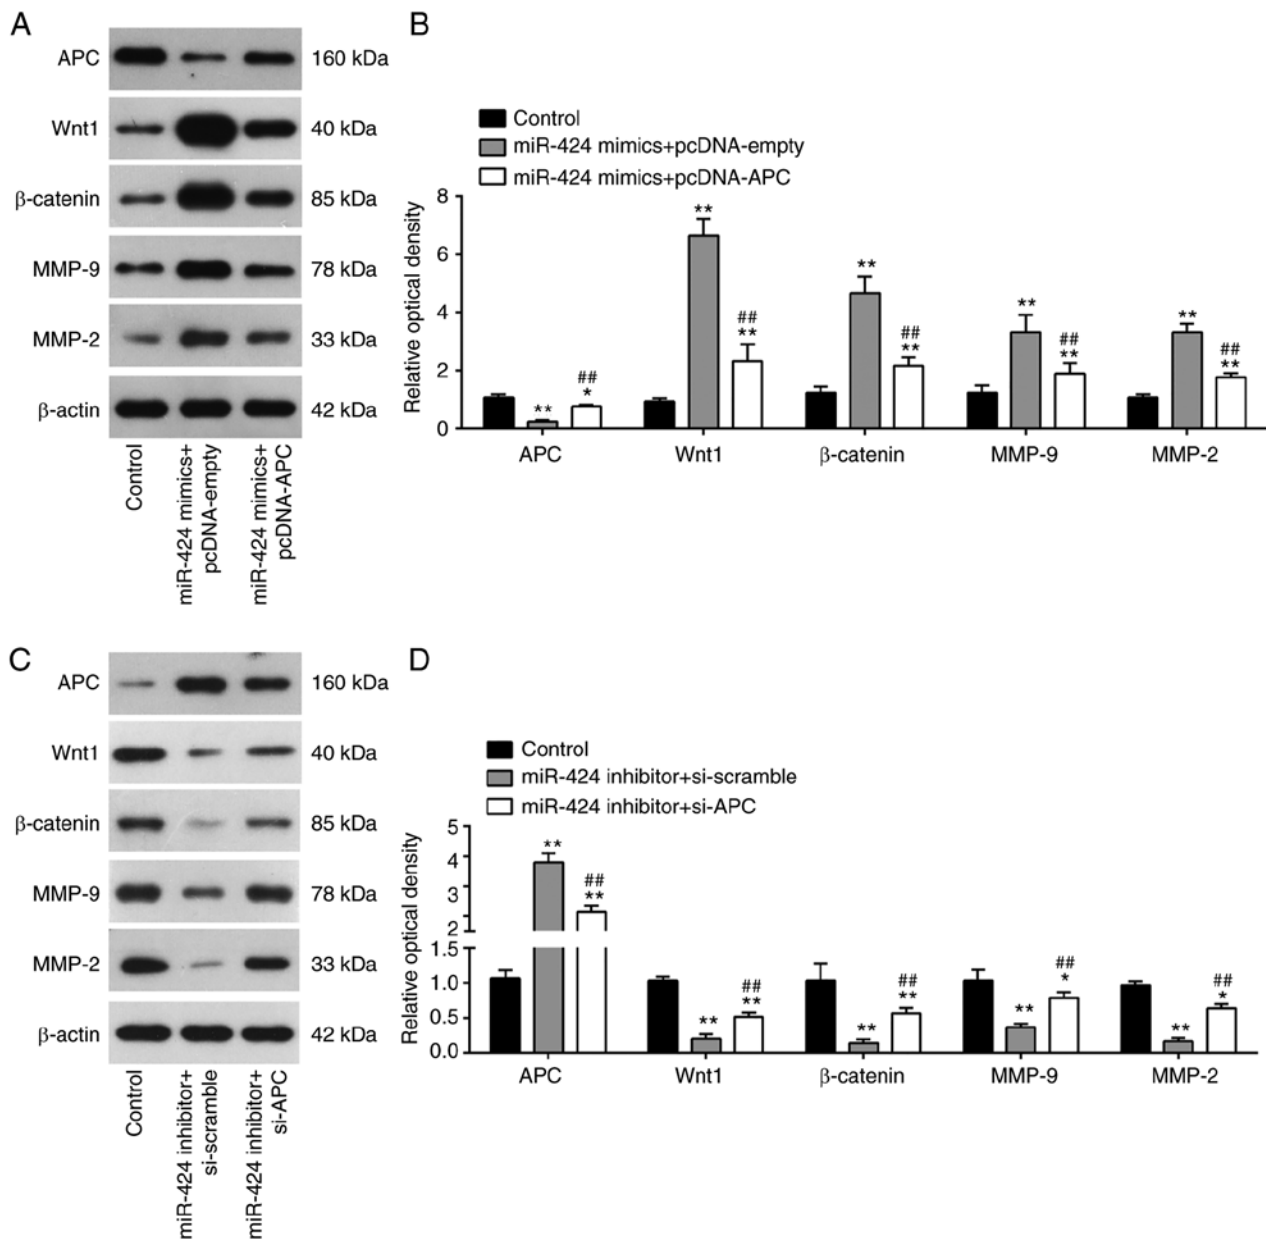 A
APC 160 kDa
Wnt1 40 kDa
β-catenin 85 kDa
MMP-9 78 kDa
MMP-2 33 kDa
β-actin 42 kDa
Control
miR-424 mimics+
pcDNA-empty
miR-424 mimics+
pcDNA-APC
B
Control
miR-424 mimics+pcDNA-empty
miR-424 mimics+pcDNA-APC
Relative optical density
8
6
4
2
0
** ## *
** ## **
** ## **
** ## **
** ## **
APC Wnt1 β-catenin MMP-9 MMP-2
C
APC 160 kDa
Wnt1 40 kDa
β-catenin 85 kDa
MMP-9 78 kDa
MMP-2 33 kDa
β-actin 42 kDa
Control
miR-424 inhibitor+
si-scramble
miR-424 inhibitor+
si-APC
D
Control
miR-424 inhibitor+si-scramble
miR-424 inhibitor+si-APC
Relative optical density
5
4
3
2
1.5
1.0
0.5
0.0
** ## **
** ## **
** ## **
** ## *
** ## *
APC Wnt1 β-catenin MMP-9 MMP-2